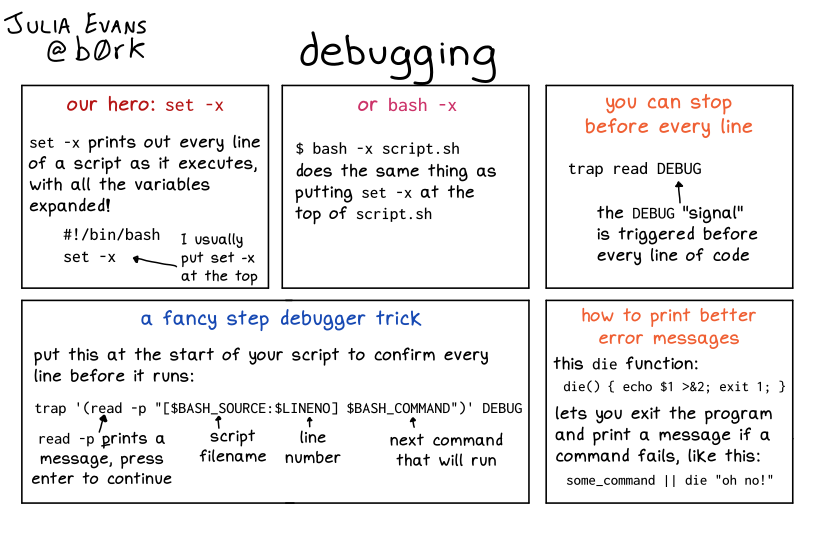 JULIA EVANS
@b0rk
debugging
our hero: set -x
set -x prints out every line
of a script as it executes,
with all the variables
expanded!
#!/bin/bash
set -x
I usually
put set -x
at the top
or bash -x
$ bash -x script.sh
does the same thing as
putting set -x at the
top of script.sh
you can stop
before every line
trap read DEBUG
the DEBUG "signal"
is triggered before
every line of code
a fancy step debugger trick
put this at the start of your script to confirm every
line before it runs:
trap '(read -p "[$BASH_SOURCE:$LINENO] $BASH_COMMAND")' DEBUG
read -p prints a
message, press
enter to continue
script
filename
line
number
next command
that will run
how to print better
error messages
this die function:
die() { echo $1 >&2; exit 1; }
lets you exit the program
and print a message if a
command fails, like this:
some_command || die "oh no!"